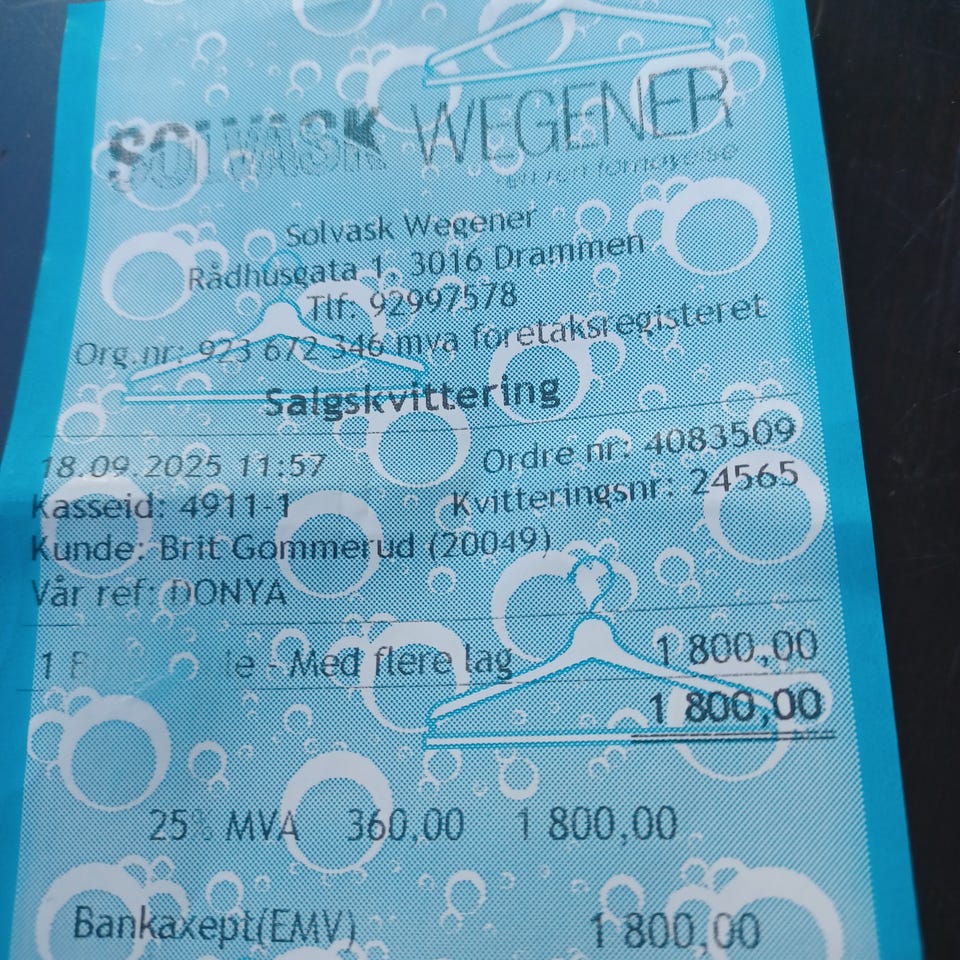 SOLVASK WEGENER
Solvask Wegener
Rådhusgata 1, 3016 Drammen
Tlf: 92997578
Org.nr: 923 672 346 mva foretaksregisteret
Salgskvittering
18.09.2025 11:57 Ordre nr: 4083509
Kasseid: 4911-1 Kvitteringsnr: 24565
Kunde: Brit Gommerud (20049)
Vår ref: DONYA
1 - Med flere lag 1 800,00
1 800,00
25% MVA 360,00 1 800,00
Bankaxept(EMV) 1 800,00